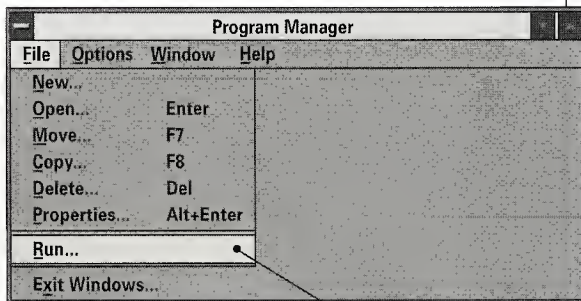 Program Manager
File Options Window Help
New...
Open... Enter
Move... F7
Copy... F8
Delete... Del
Properties... Alt+Enter
Run...
Exit Windows...